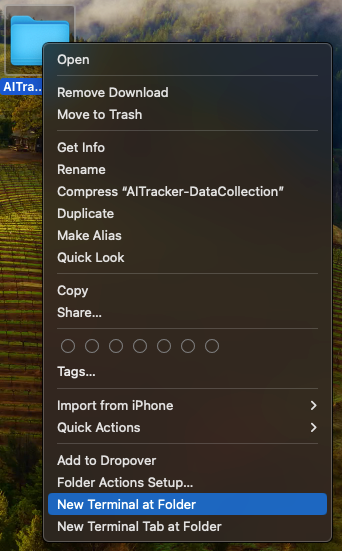 AITra...
Open
Remove Download
Move to Trash
Get Info
Rename
Compress “AITracker-DataCollection”
Duplicate
Make Alias
Quick Look
Copy
Share...
Tags...
Import from iPhone
Quick Actions
Add to Dropover
Folder Actions Setup...
New Terminal at Folder
New Terminal Tab at Folder